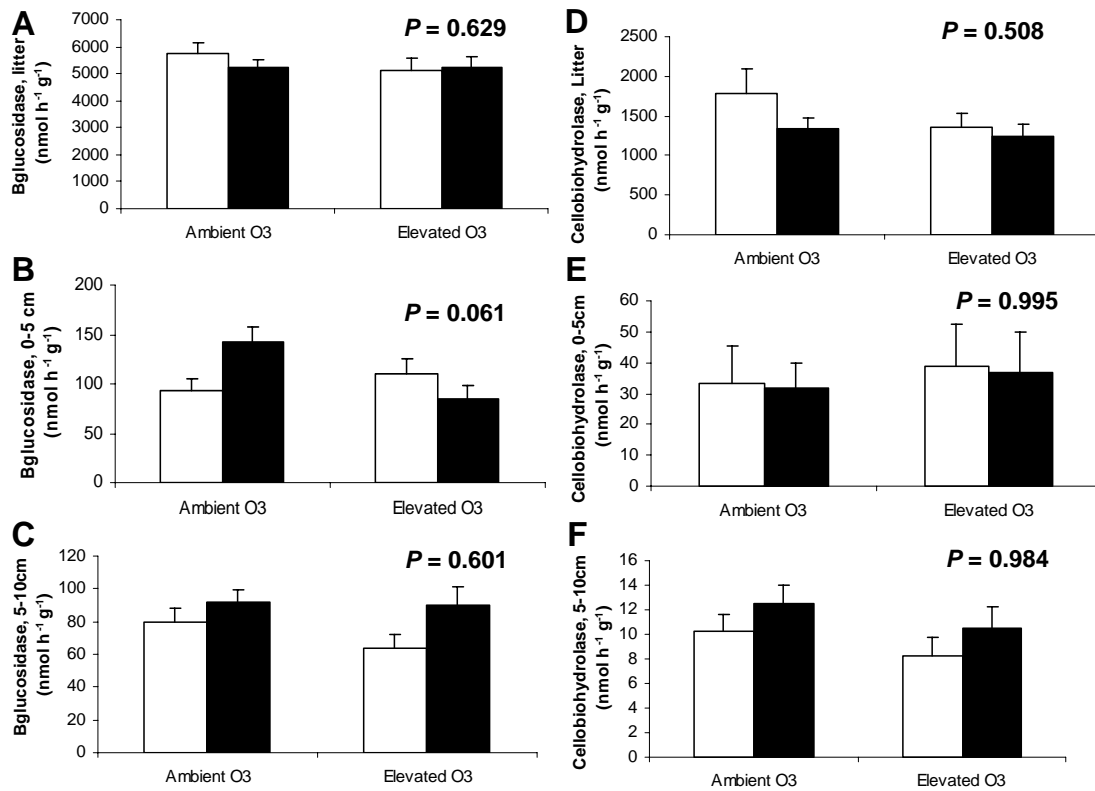 A
P = 0.629
Bglucosidase, litter
(nmol h-1 g-1)
7000
6000
5000
4000
3000
2000
1000
0
Ambient O3 Elevated O3
B
P = 0.061
Bglucosidase, 0-5 cm
(nmol h-1 g-1)
200
150
100
50
0
Ambient O3 Elevated O3
C
P = 0.601
Bglucosidase, 5-10cm
(nmol h-1 g-1)
120
100
80
60
40
20
0
Ambient O3 Elevated O3
D
P = 0.508
Cellobiohydrolase, Litter
(nmol h-1 g-1)
2500
2000
1500
1000
500
0
Ambient O3 Elevated O3
E
P = 0.995
Cellobiohydrolase, 0-5cm
(nmol h-1 g-1)
60
50
40
30
20
10
0
Ambient O3 Elevated O3
F
P = 0.984
Cellobiohydrolase, 5-10cm
(nmol h-1 g-1)
16
14
12
10
8
6
4
2
0
Ambient O3 Elevated O3